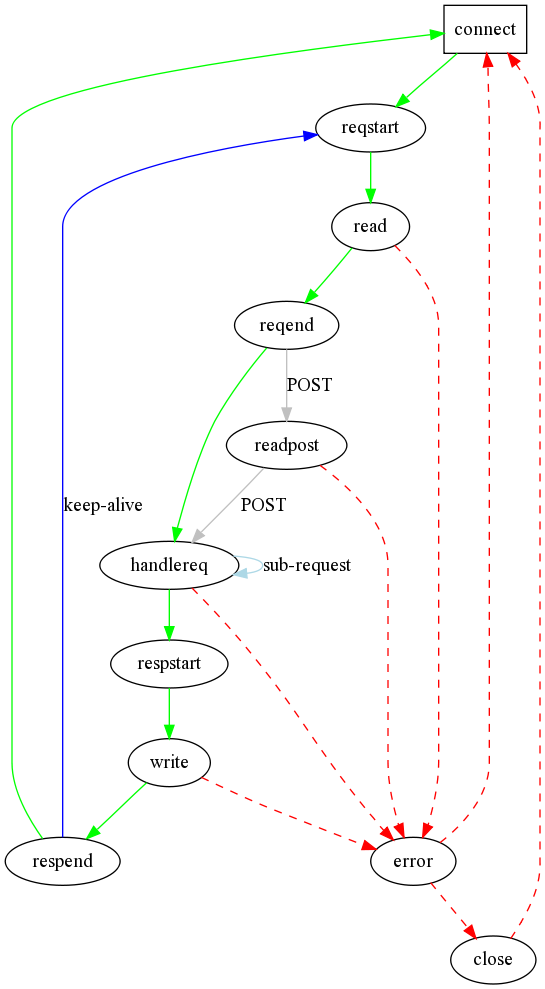 connect
reqstart
read
reqend
POST
readpost
keep-alive
POST
handlereq
sub-request
respstart
write
respend
error
close